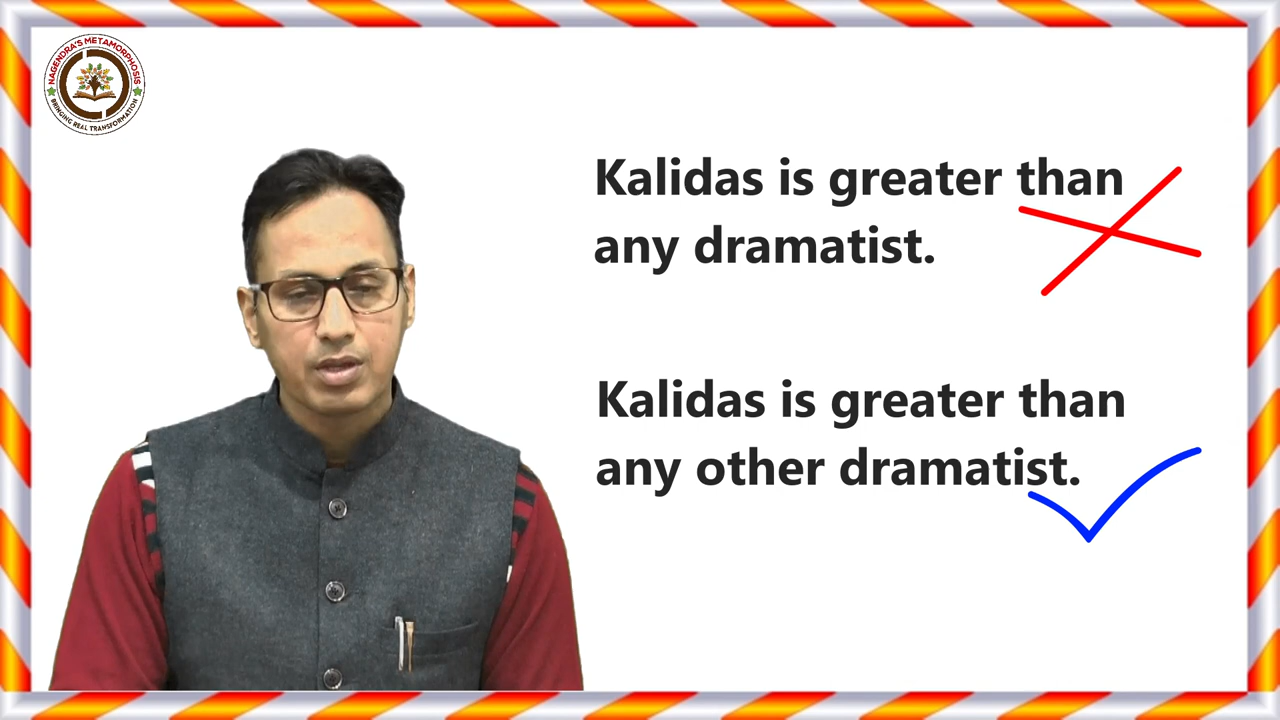 NAGENDRA'S METAMORPHOSIS
BRINGING REAL TRANSFORMATION
Kalidas is greater than
any dramatist.
Kalidas is greater than
any other dramatist.